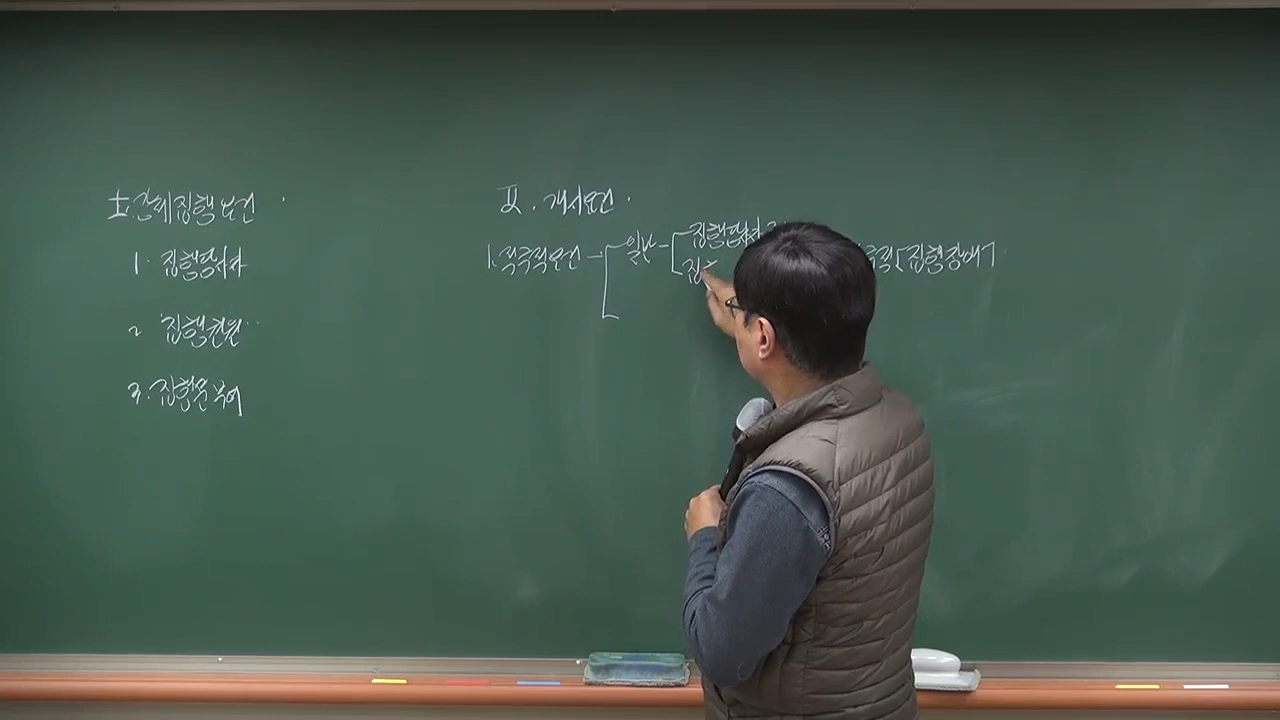 I. 강제집행요건
1. 집행당사자
2. 집행권원
3. 집행문 부여
II. 개시요건
1. 적극적요건
일반
집행당사자
집행장애